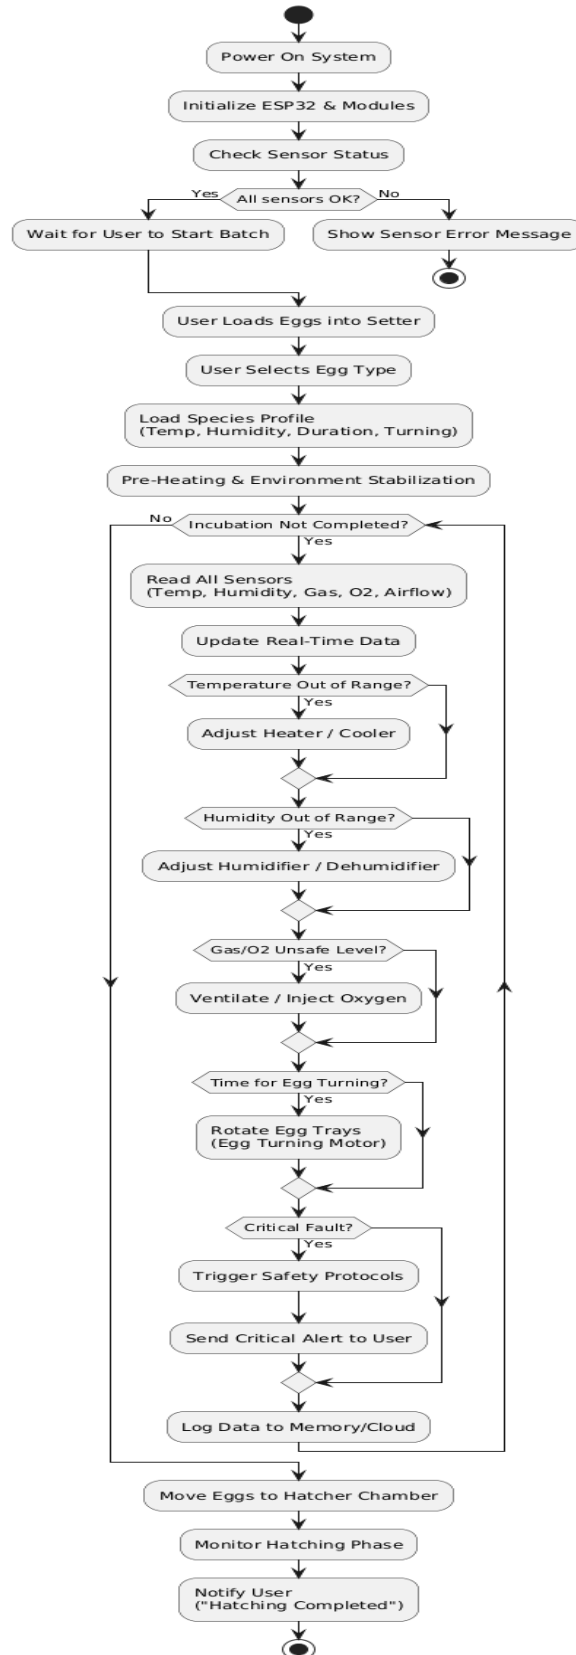 Power On System
Initialize ESP32 & Modules
Check Sensor Status
Yes
All sensors OK?
No
Wait for User to Start Batch
Show Sensor Error Message
User Loads Eggs into Setter
User Selects Egg Type
Load Species Profile
(Temp, Humidity, Duration, Turning)
Pre-Heating & Environment Stabilization
No
Incubation Not Completed?
Yes
Read All Sensors
(Temp, Humidity, Gas, O2, Airflow)
Update Real-Time Data
Temperature Out of Range?
Yes
Adjust Heater / Cooler
Humidity Out of Range?
Yes
Adjust Humidifier / Dehumidifier
Gas/O2 Unsafe Level?
Yes
Ventilate / Inject Oxygen
Time for Egg Turning?
Yes
Rotate Egg Trays
(Egg Turning Motor)
Critical Fault?
Yes
Trigger Safety Protocols
Send Critical Alert to User
Log Data to Memory/Cloud
Move Eggs to Hatcher Chamber
Monitor Hatching Phase
Notify User
("Hatching Completed")